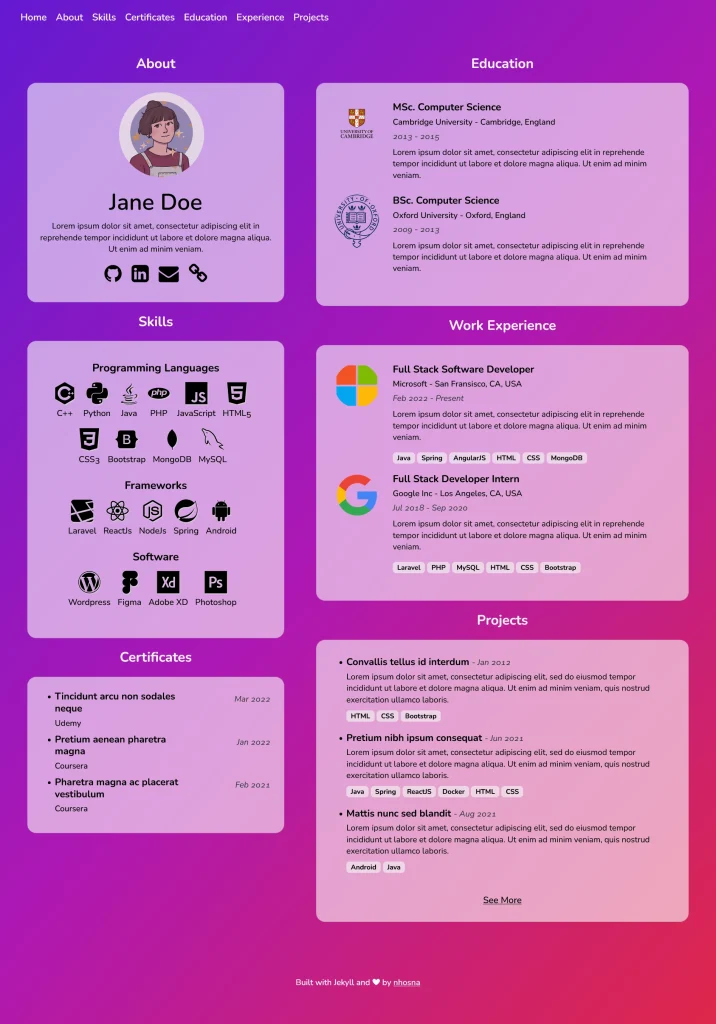 Home About Skills Certificates Education Experience Projects
About
Jane Doe
Lorem ipsum dolor sit amet, consectetur adipiscing elit in
reprehende tempor incididunt ut labore et dolore magna aliqua.
Ut enim ad minim veniam.
Skills
Programming Languages
C++ Python Java PHP JavaScript HTML5
CSS3 Bootstrap MongoDB MySQL
Frameworks
Laravel ReactJs NodeJs Spring Android
Software
Wordpress Figma Adobe XD Photoshop
Certificates
Tincidunt arcu non sodales
neque
Mar 2022
Udemy
Pretium aenean pharetra
magna
Jan 2022
Coursera
Pharetra magna ac placerat
vestibulum
Feb 2021
Coursera
Education
UNIVERSITY OF
CAMBRIDGE
MSc. Computer Science
Cambridge University - Cambridge, England
2013 - 2015
Lorem ipsum dolor sit amet, consectetur adipiscing elit in reprehende
tempor incididunt ut labore et dolore magna aliqua. Ut enim ad minim
veniam.
UNIVERSITY OF OXFORD
BSc. Computer Science
Oxford University - Oxford, England
2009 - 2013
Lorem ipsum dolor sit amet, consectetur adipiscing elit in reprehende
tempor incididunt ut labore et dolore magna aliqua. Ut enim ad minim
veniam.
Work Experience
Full Stack Software Developer
Microsoft - San Fransisco, CA, USA
Feb 2022 - Present
Lorem ipsum dolor sit amet, consectetur adipiscing elit in reprehende
tempor incididunt ut labore et dolore magna aliqua. Ut enim ad minim
veniam.
Java Spring AngularJS HTML CSS MongoDB
Full Stack Developer Intern
Google Inc - Los Angeles, CA, USA
Jul 2018 - Sep 2020
Lorem ipsum dolor sit amet, consectetur adipiscing elit in reprehende
tempor incididunt ut labore et dolore magna aliqua. Ut enim ad minim
veniam.
Laravel PHP MySQL HTML CSS Bootstrap
Projects
Convallis tellus id interdum - Jan 2012
Lorem ipsum dolor sit amet, consectetur adipiscing elit, sed do eiusmod tempor
incididunt ut labore et dolore magna aliqua. Ut enim ad minim veniam, quis nostrud
exercitation ullamco laboris.
HTML CSS Bootstrap
Pretium nibh ipsum consequat - Jun 2021
Lorem ipsum dolor sit amet, consectetur adipiscing elit, sed do eiusmod tempor
incididunt ut labore et dolore magna aliqua. Ut enim ad minim veniam, quis nostrud
exercitation ullamco laboris.
Java Spring ReactJS Docker HTML CSS
Mattis nunc sed blandit - Aug 2021
Lorem ipsum dolor sit amet, consectetur adipiscing elit, sed do eiusmod tempor
incididunt ut labore et dolore magna aliqua. Ut enim ad minim veniam, quis nostrud
exercitation ullamco laboris.
Android Java
See More
Built with Jekyll and ♥ by nhosna